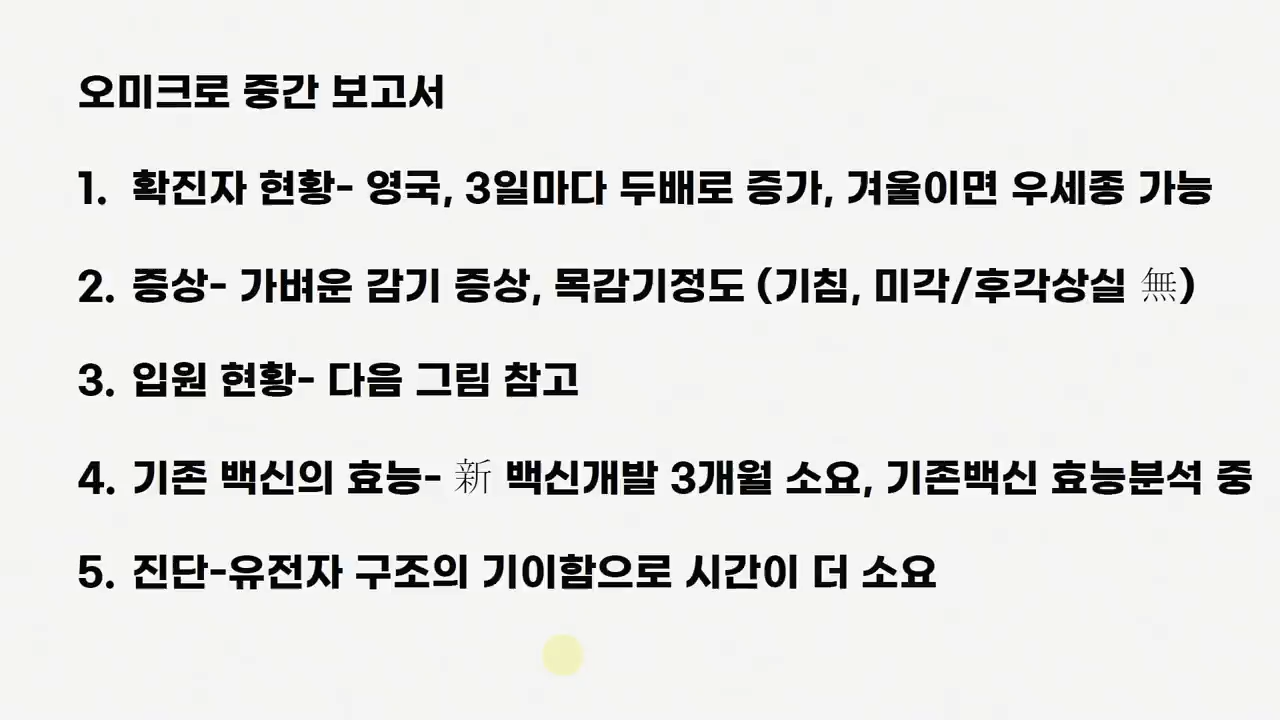 오미크로 중간 보고서
1. 확진자 현황- 영국, 3일마다 두배로 증가, 겨울이면 우세종 가능
2. 증상- 가벼운 감기 증상, 목감기정도 (기침, 미각/후각상실 無)
3. 입원 현황- 다음 그림 참고
4. 기존 백신의 효능- 新 백신개발 3개월 소요, 기존백신 효능분석 중
5. 진단-유전자 구조의 기이함으로 시간이 더 소요